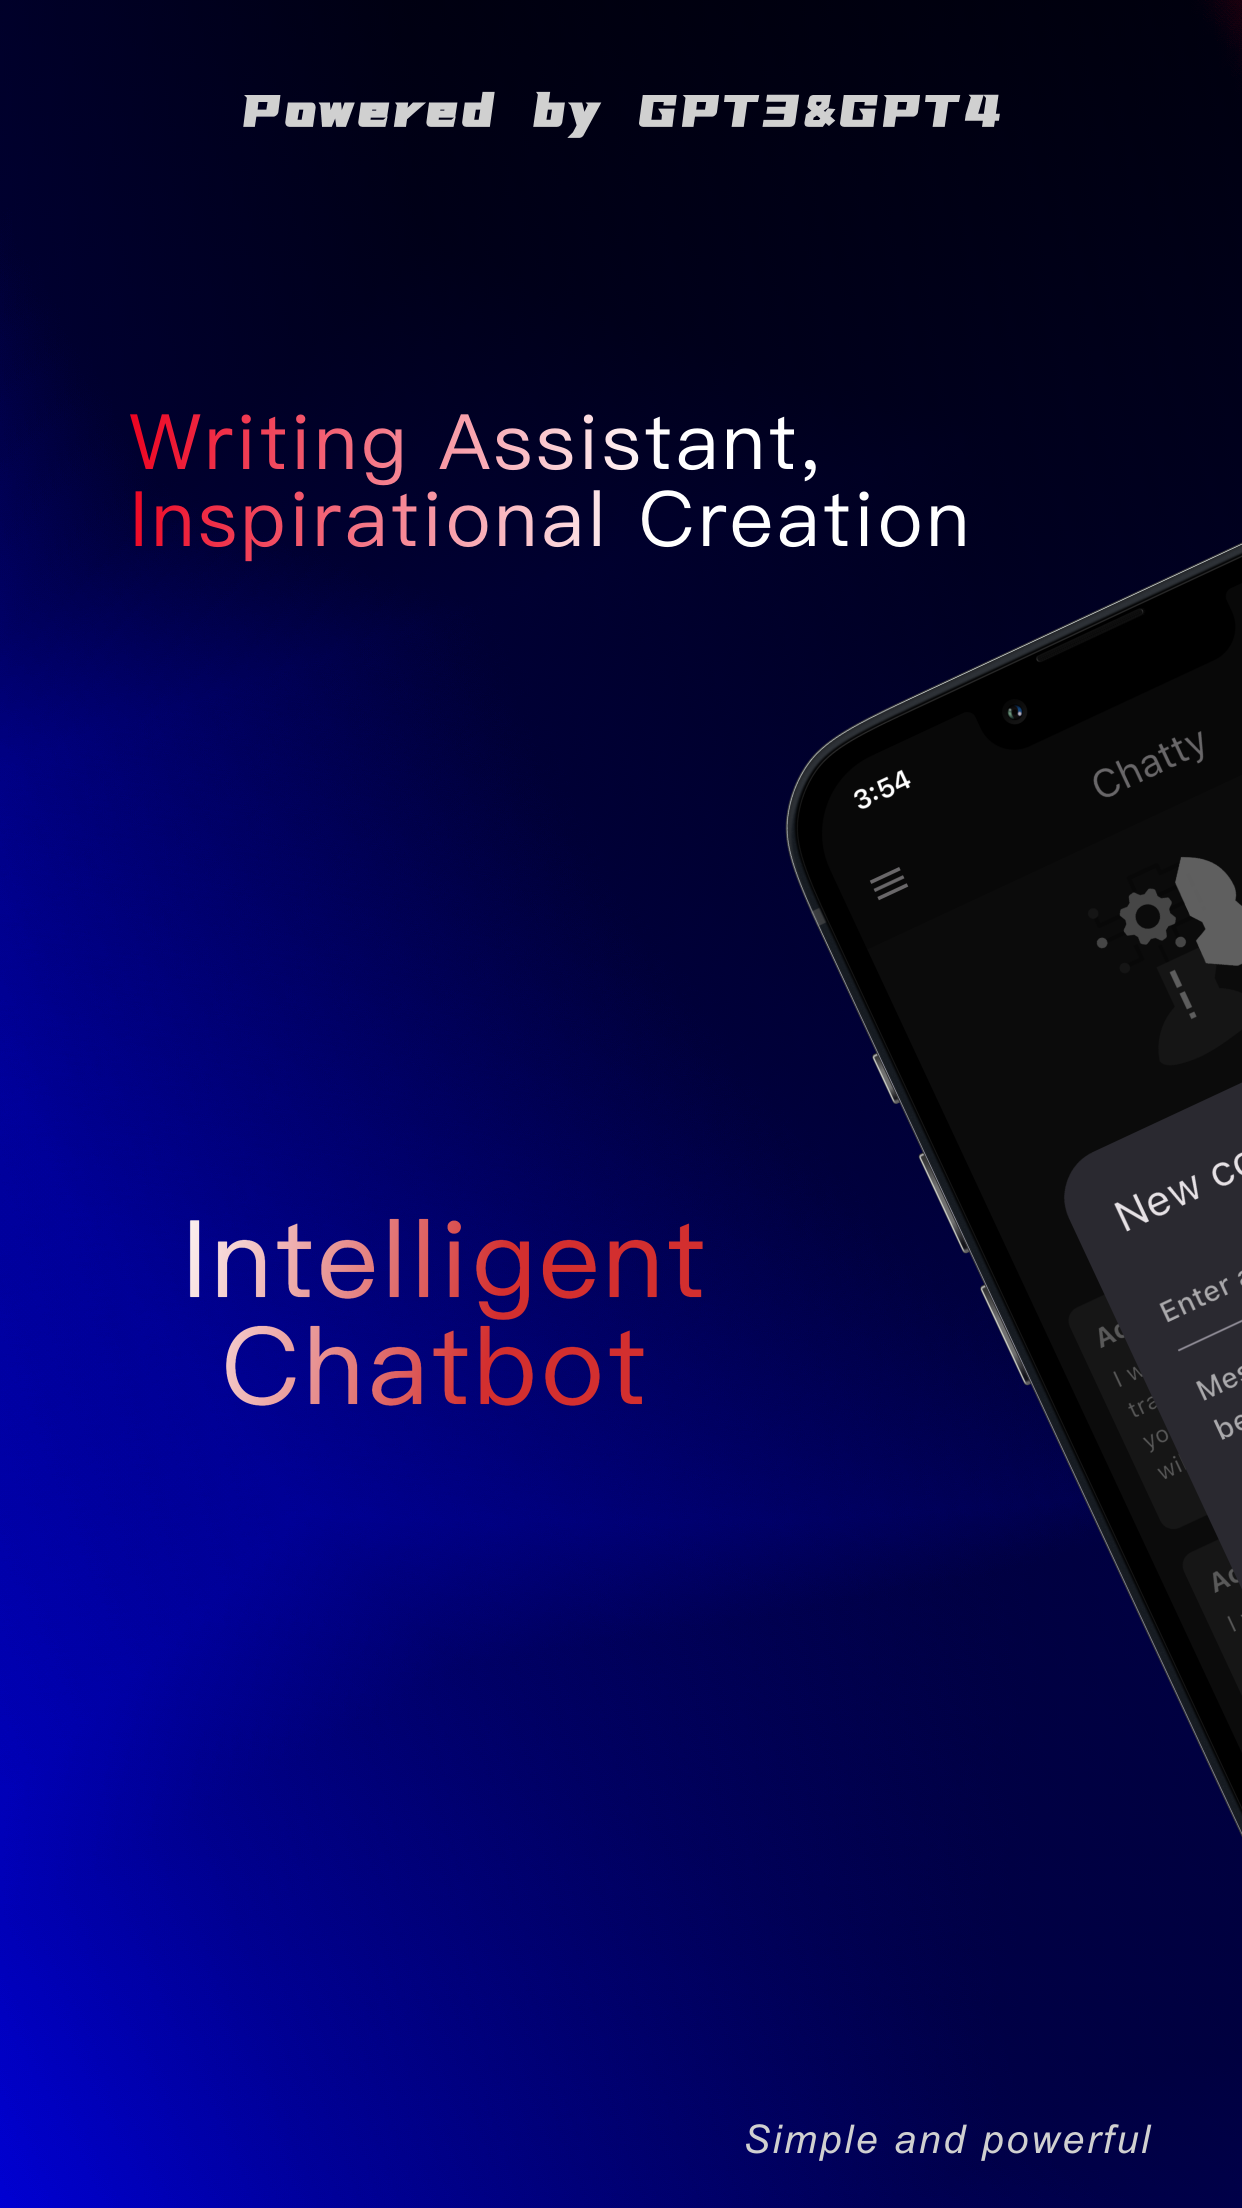 Powered by GPT3&GPT4
Writing Assistant,
Inspirational Creation
3:54
Chatty
New
Enter
Intelligent
Chatbot
I
Simple and powerful